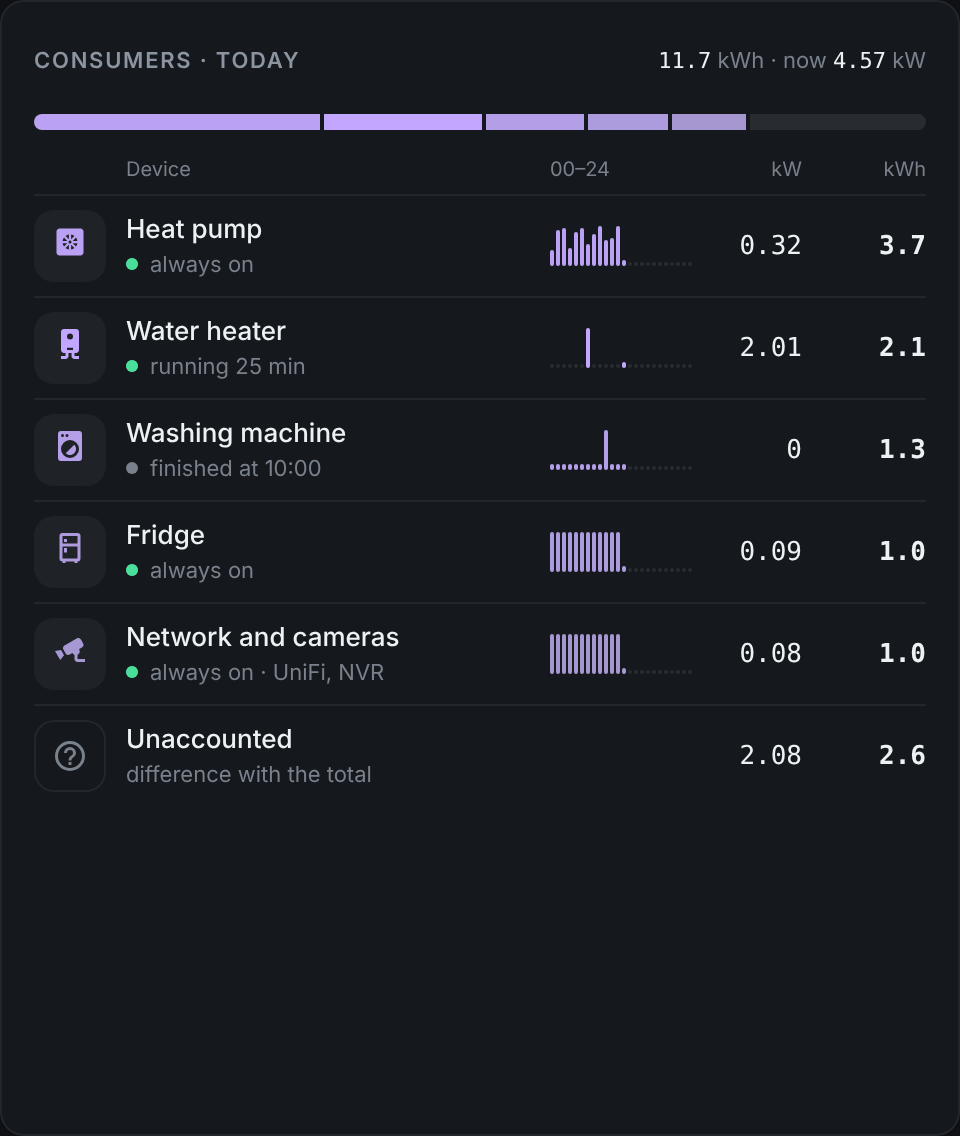 CONSUMERS · TODAY
11.7 kWh · now 4.57 kW
Device 00–24 kW kWh
Heat pump
always on
0.32 3.7
Water heater
running 25 min
2.01 2.1
Washing machine
finished at 10:00
0 1.3
Fridge
always on
0.09 1.0
Network and cameras
always on · UniFi, NVR
0.08 1.0
Unaccounted
difference with the total
2.08 2.6